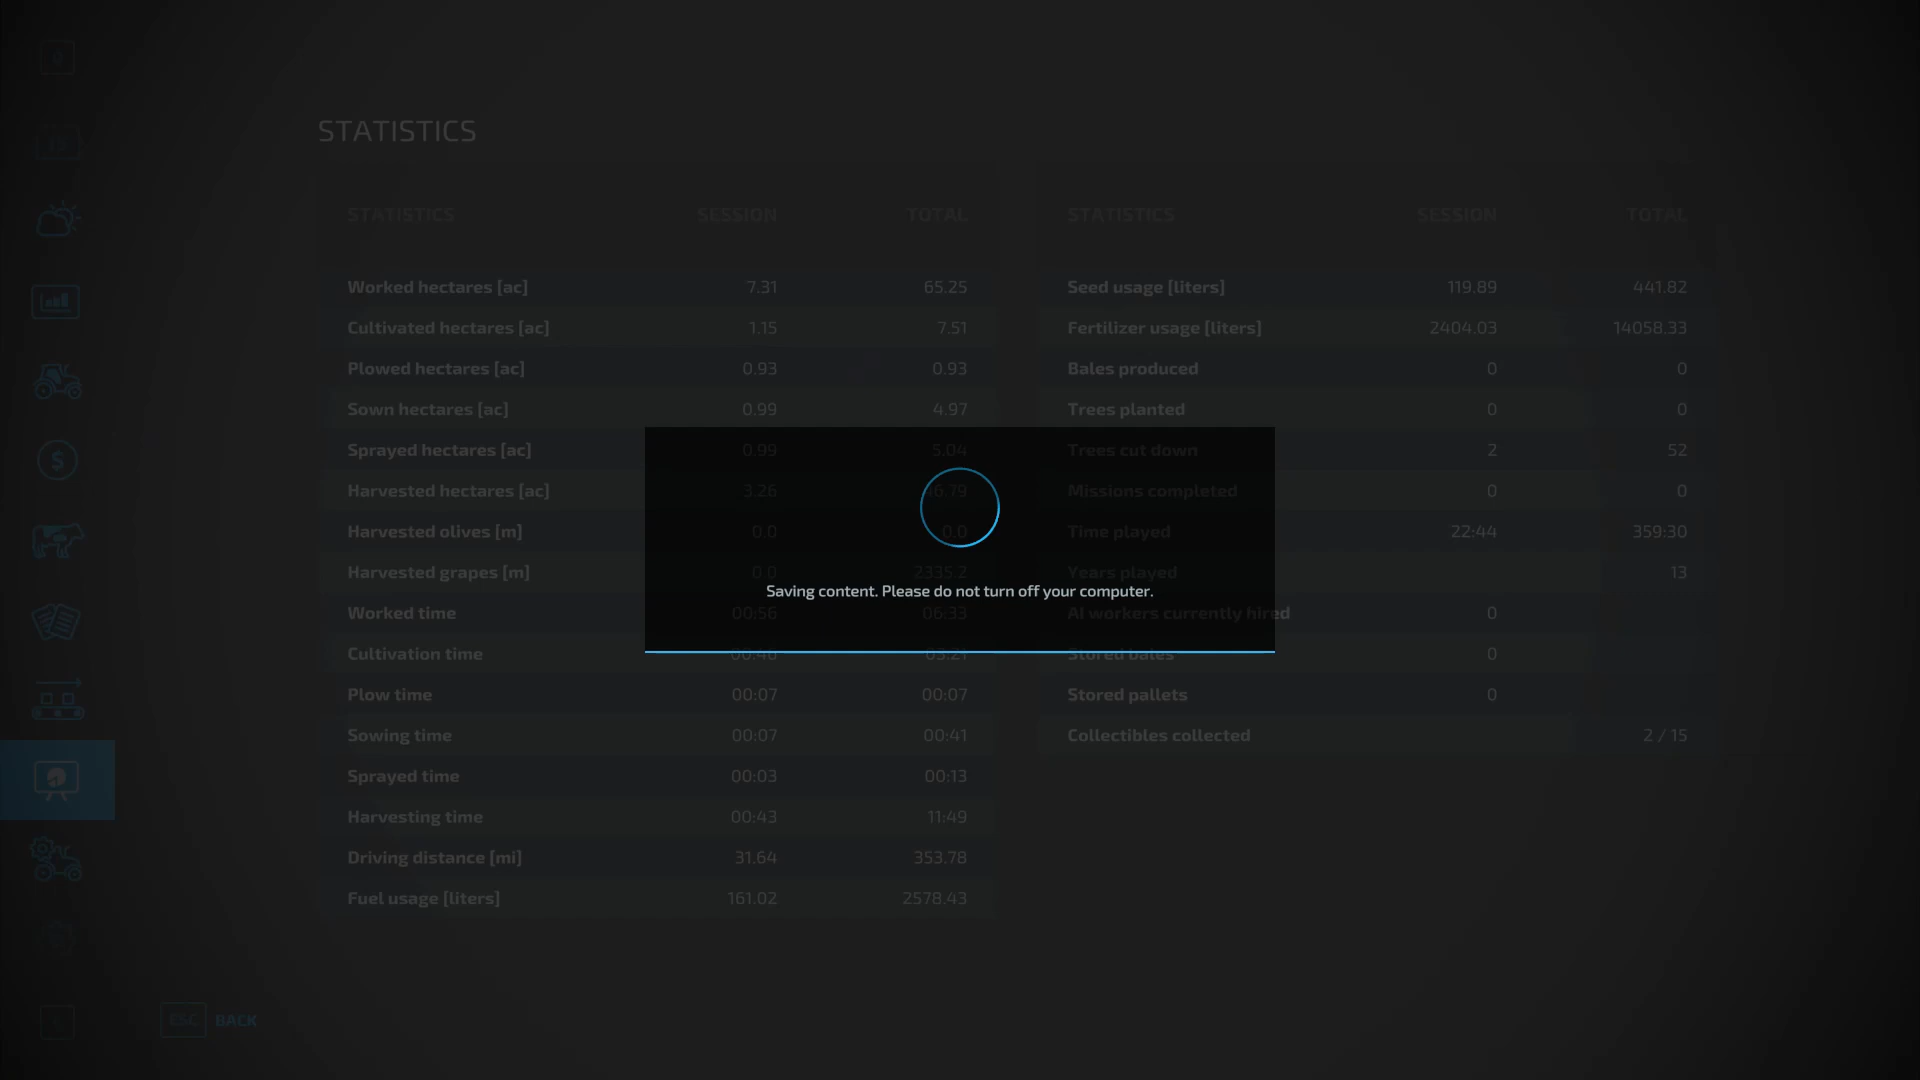 STATISTICS
STATISTICS SESSION TOTAL
Worked hectares [ac] 7.31 65.25
Cultivated hectares [ac] 1.15 7.51
Plowed hectares [ac] 0.93 0.93
Sown hectares [ac] 0.99 4.97
Sprayed hectares [ac] 0.99 5.04
Harvested hectares [ac] 3.26 46.79
Harvested olives [m] 0.0 0.0
Harvested grapes [m] 0.0 2335.2
Worked time 00:56 06:33
Cultivation time 00:46 03:21
Plow time 00:07 00:07
Sowing time 00:07 00:41
Sprayed time 00:03 00:13
Harvesting time 00:43 11:49
Driving distance [mi] 31.64 353.78
Fuel usage [liters] 161.02 2578.43
STATISTICS SESSION TOTAL
Seed usage [liters] 119.89 441.82
Fertilizer usage [liters] 2404.03 14058.33
Bales produced 0 0
Trees planted 0 0
Trees cut down 2 52
Missions completed 0 0
Time played 22:44 359:30
Years played 13
AI workers currently hired 0
Stored bales 0
Stored pallets 0
Collectibles collected 2 / 15
Saving content. Please do not turn off your computer.
ESC BACK